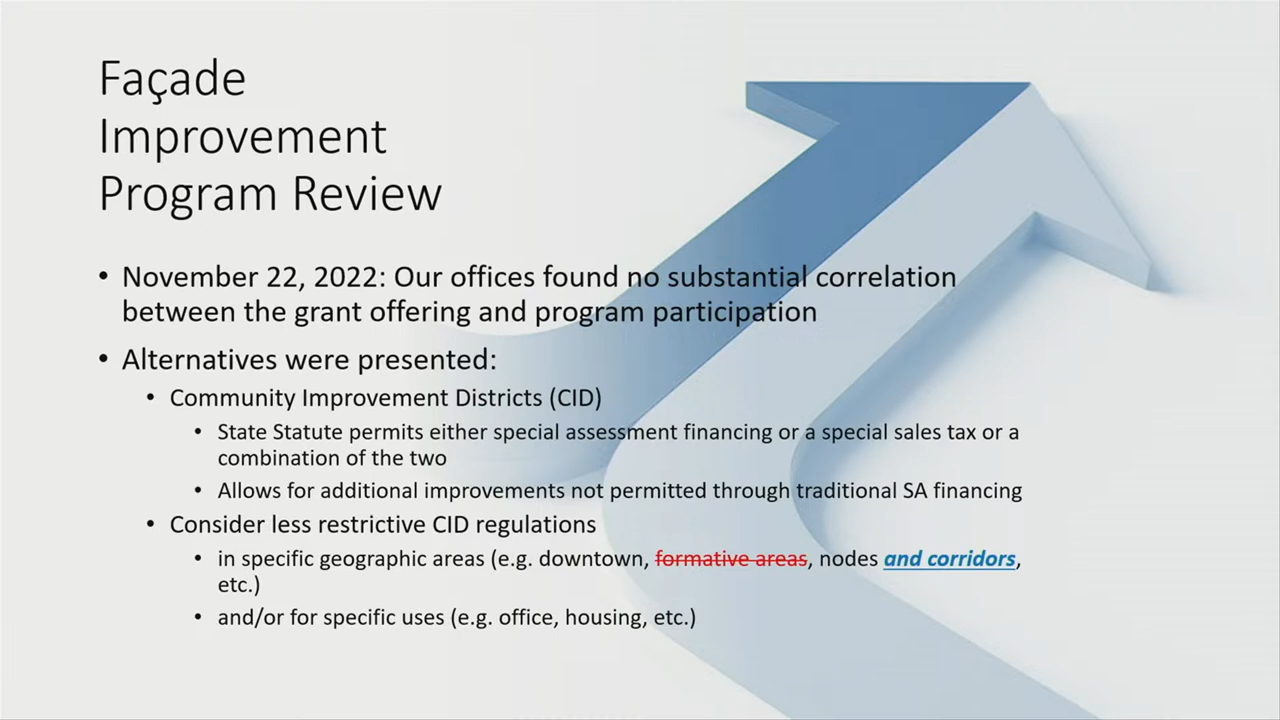 Façade
Improvement
Program Review
• November 22, 2022: Our offices found no substantial correlation
between the grant offering and program participation
• Alternatives were presented:
• Community Improvement Districts (CID)
• State Statute permits either special assessment financing or a special sales tax or a
combination of the two
• Allows for additional improvements not permitted through traditional SA financing
• Consider less restrictive CID regulations
• in specific geographic areas (e.g. downtown, formative areas, nodes and corridors,
etc.)
• and/or for specific uses (e.g. office, housing, etc.)